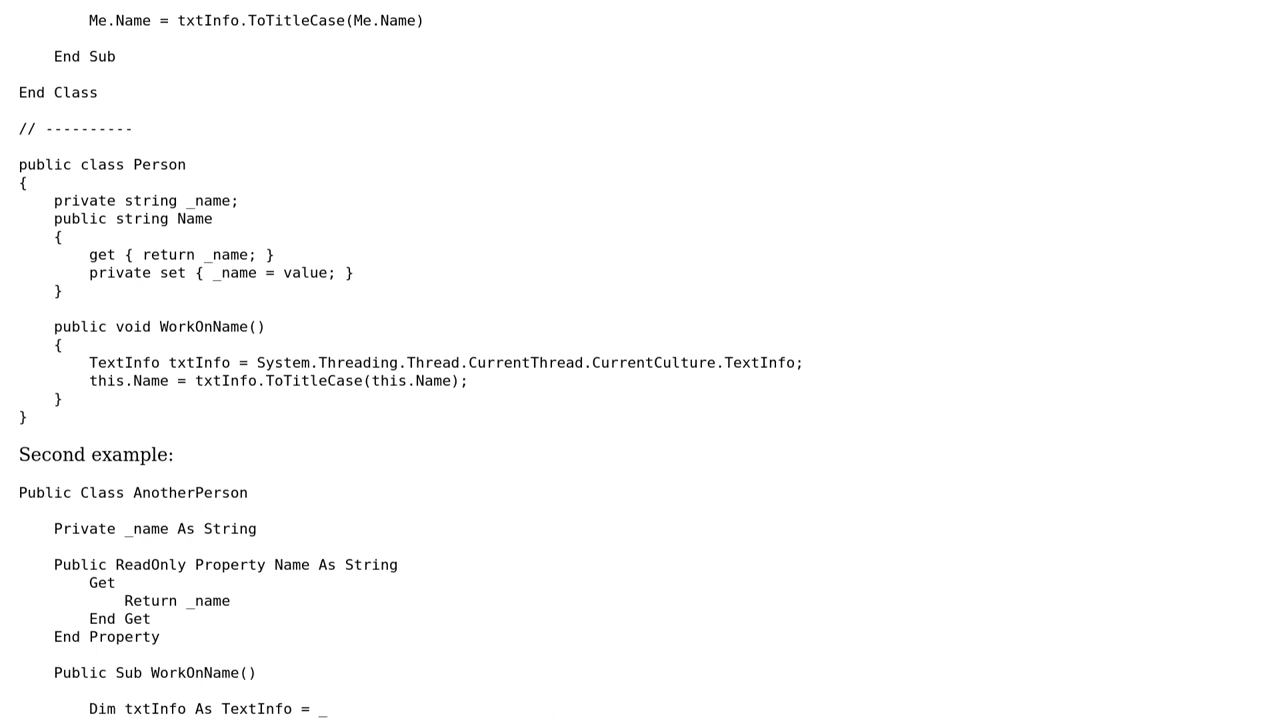 Me.Name = txtInfo.ToTitleCase(Me.Name)
    End Sub
End Class
// ----------
public class Person
{
    private string _name;
    public string Name
    {
        get { return _name; }
        private set { _name = value; }
    }
    public void WorkOnName()
    {
        TextInfo txtInfo = System.Threading.Thread.CurrentThread.CurrentCulture.TextInfo;
        this.Name = txtInfo.ToTitleCase(this.Name);
    }
}
Second example:
Public Class AnotherPerson
    Private _name As String
    Public ReadOnly Property Name As String
        Get
            Return _name
        End Get
    End Property
    Public Sub WorkOnName()
        Dim txtInfo As TextInfo = _